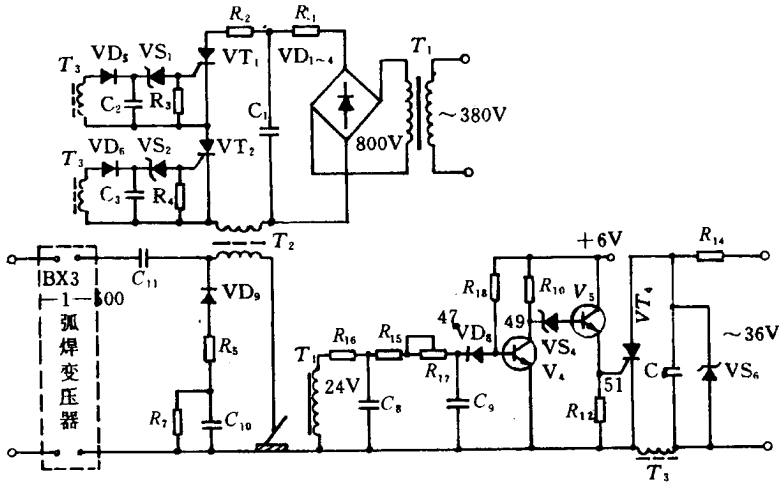 R₂
R₁
T₁
VD₅
VS₁
VT₁
VD₁~₄
T₃
C₂
R₃
C₁
800V
~380V
VD₆
VS₂
VT₂
T₃
C₃
R₄
T₂
BX3
—1—500
弧
焊
变
压
器
C₁₁
VD₉
R₅
R₇
C₁₀
T₁
24V
R₁₆
R₁₅
R₁₇
C₈
C₉
47
VD₈
R₁₈
R₁₀
49
VS₄
V₄
V₅
+6V
51
R₁₂
VT₄
R₁₄
VS₆
~36V
T₃